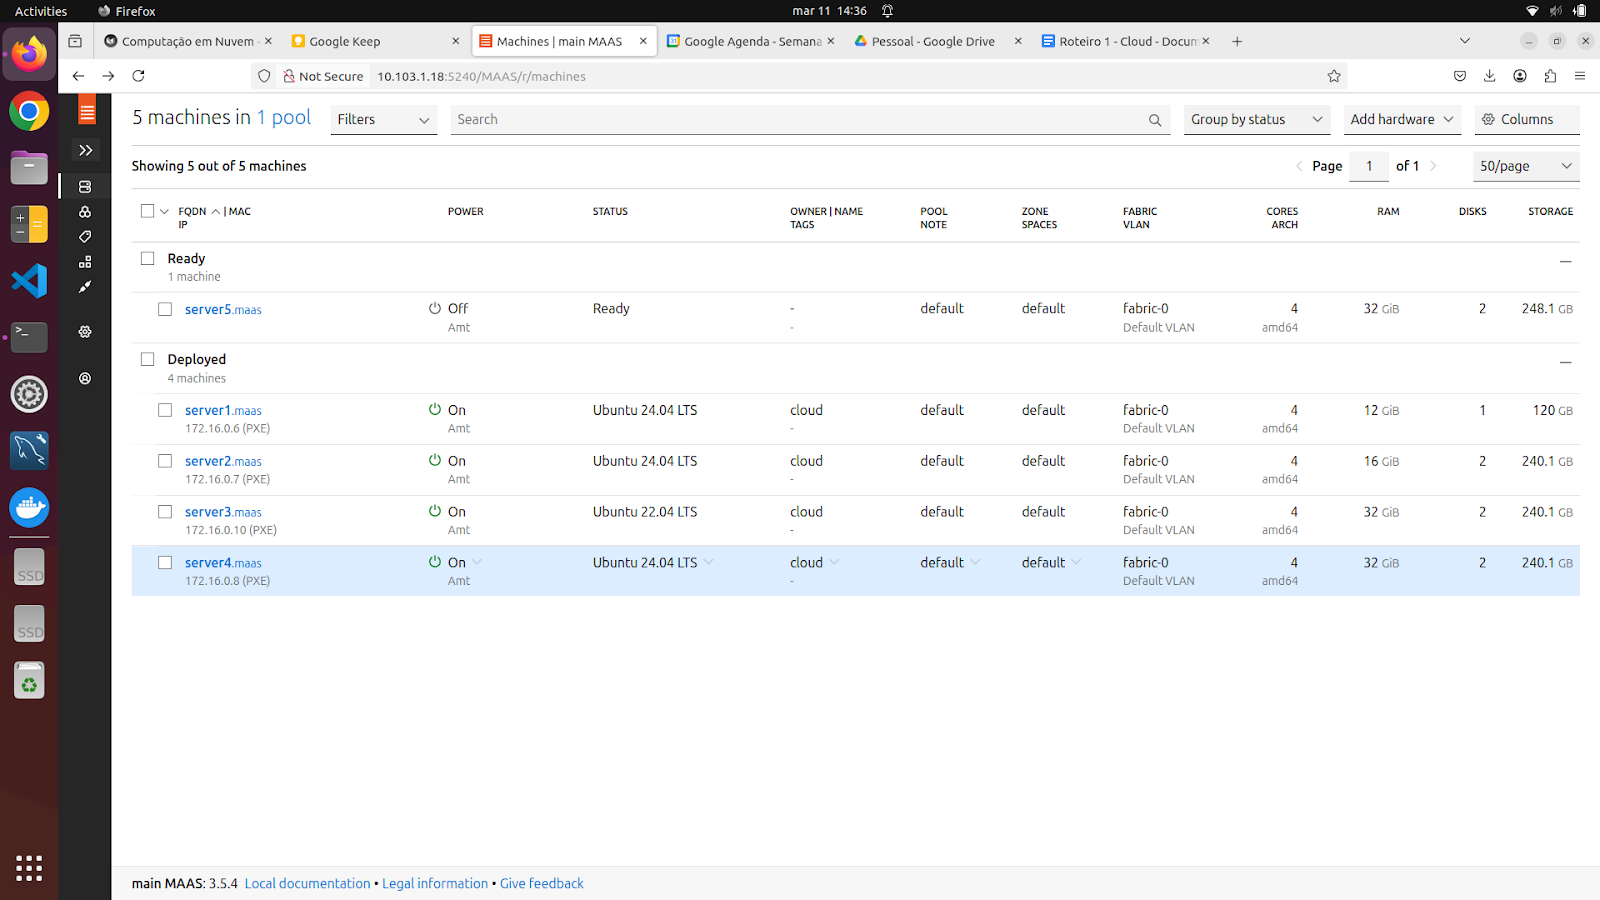 Activities Firefox mar 11 14:36
Computação em Nuvem - Google Keep Machines | main MAAS Google Agenda - Semana Pessoal - Google Drive Roteiro 1 - Cloud - Docum
Not Secure 10.103.1.18:5240/MAAS/r/machines
5 machines in 1 pool Filters Search Group by status Add hardware Columns
Showing 5 out of 5 machines Page 1 of 1 50/page
FQDN | MAC POWER STATUS OWNER | NAME POOL ZONE FABRIC CORES RAM DISKS STORAGE
IP TAGS NOTE SPACES VLAN ARCH
Ready
1 machine
server5.maas Off Ready - default default fabric-0 4 32 GiB 2 248.1 GB
Amt - Default VLAN amd64
Deployed
4 machines
server1.maas On Ubuntu 24.04 LTS cloud default default fabric-0 4 12 GiB 1 120 GB
172.16.0.6 (PXE) Amt - Default VLAN amd64
server2.maas On Ubuntu 24.04 LTS cloud default default fabric-0 4 16 GiB 2 240.1 GB
172.16.0.7 (PXE) Amt - Default VLAN amd64
server3.maas On Ubuntu 22.04 LTS cloud default default fabric-0 4 32 GiB 2 240.1 GB
172.16.0.10 (PXE) Amt - Default VLAN amd64
server4.maas On Ubuntu 24.04 LTS cloud default default fabric-0 4 32 GiB 2 240.1 GB
172.16.0.8 (PXE) Amt - Default VLAN amd64
SSD
SSD
main MAAS: 3.5.4 Local documentation • Legal information • Give feedback